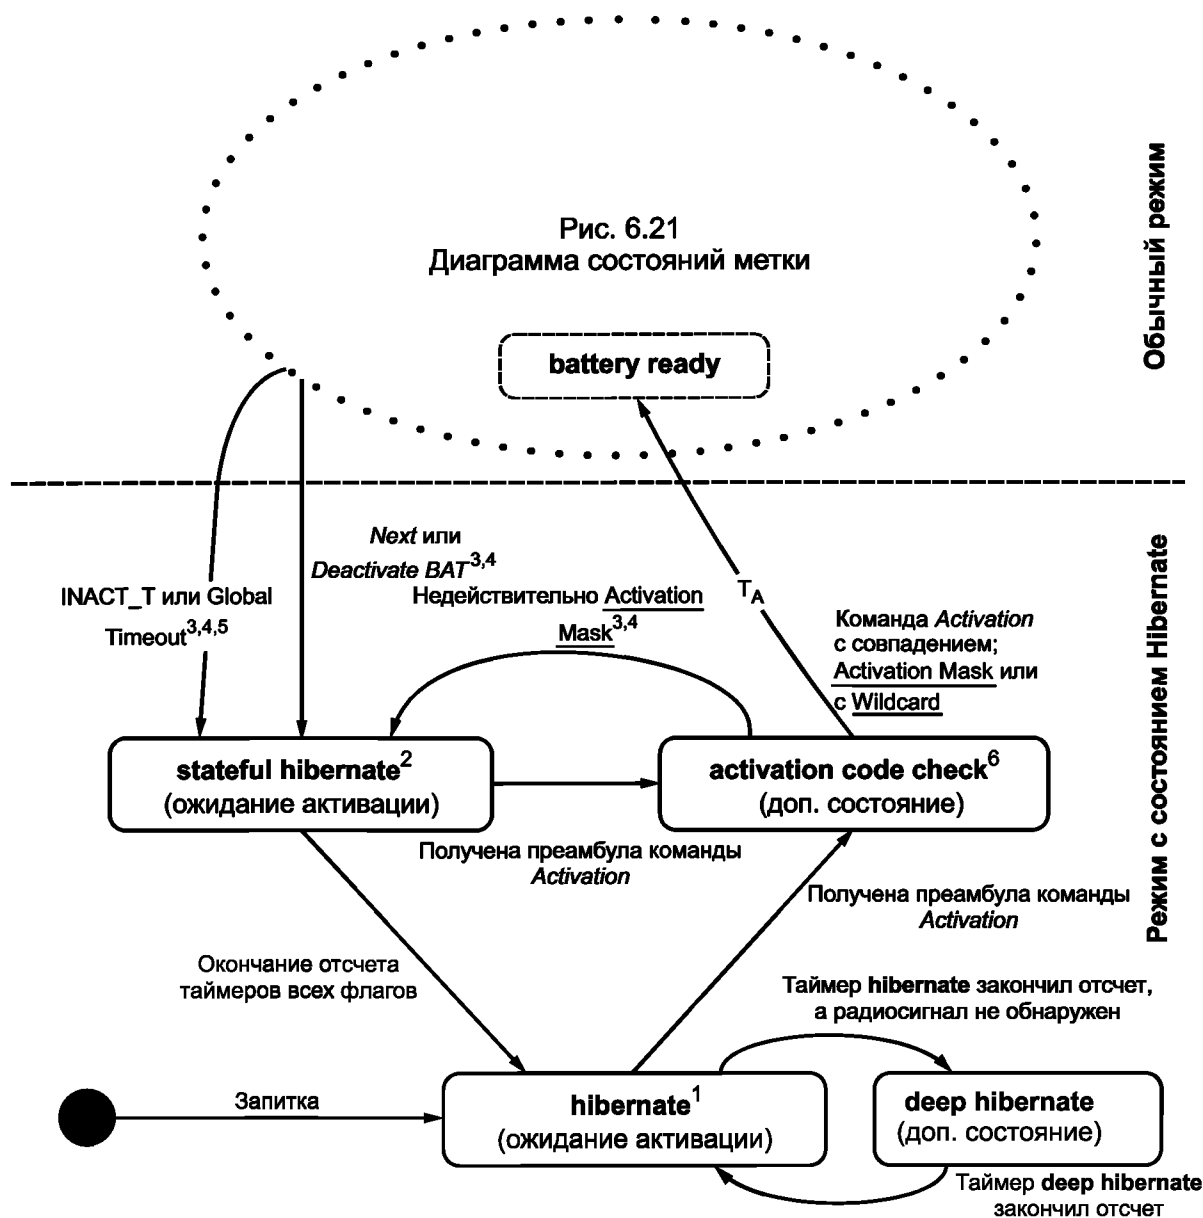 Рис. 6.21
Диаграмма состояний метки
battery ready
Обычный режим
Next или
Deactivate BAT3,4
INACT_T или Global
Timeout3,4,5
Недействительно Activation
Mask3,4
TA
Команда Activation
с совпадением;
Activation Mask или
с Wildcard
Режим с состоянием Hibernate
stateful hibernate2
(ожидание активации)
activation code check6
(доп. состояние)
Получена преамбула команды
Activation
Получена преамбула команды
Activation
Окончание отсчета
таймеров всех флагов
Таймер hibernate закончил отсчет,
а радиосигнал не обнаружен
Запитка
hibernate1
(ожидание активации)
deep hibernate
(доп. состояние)
Таймер deep hibernate
закончил отсчет